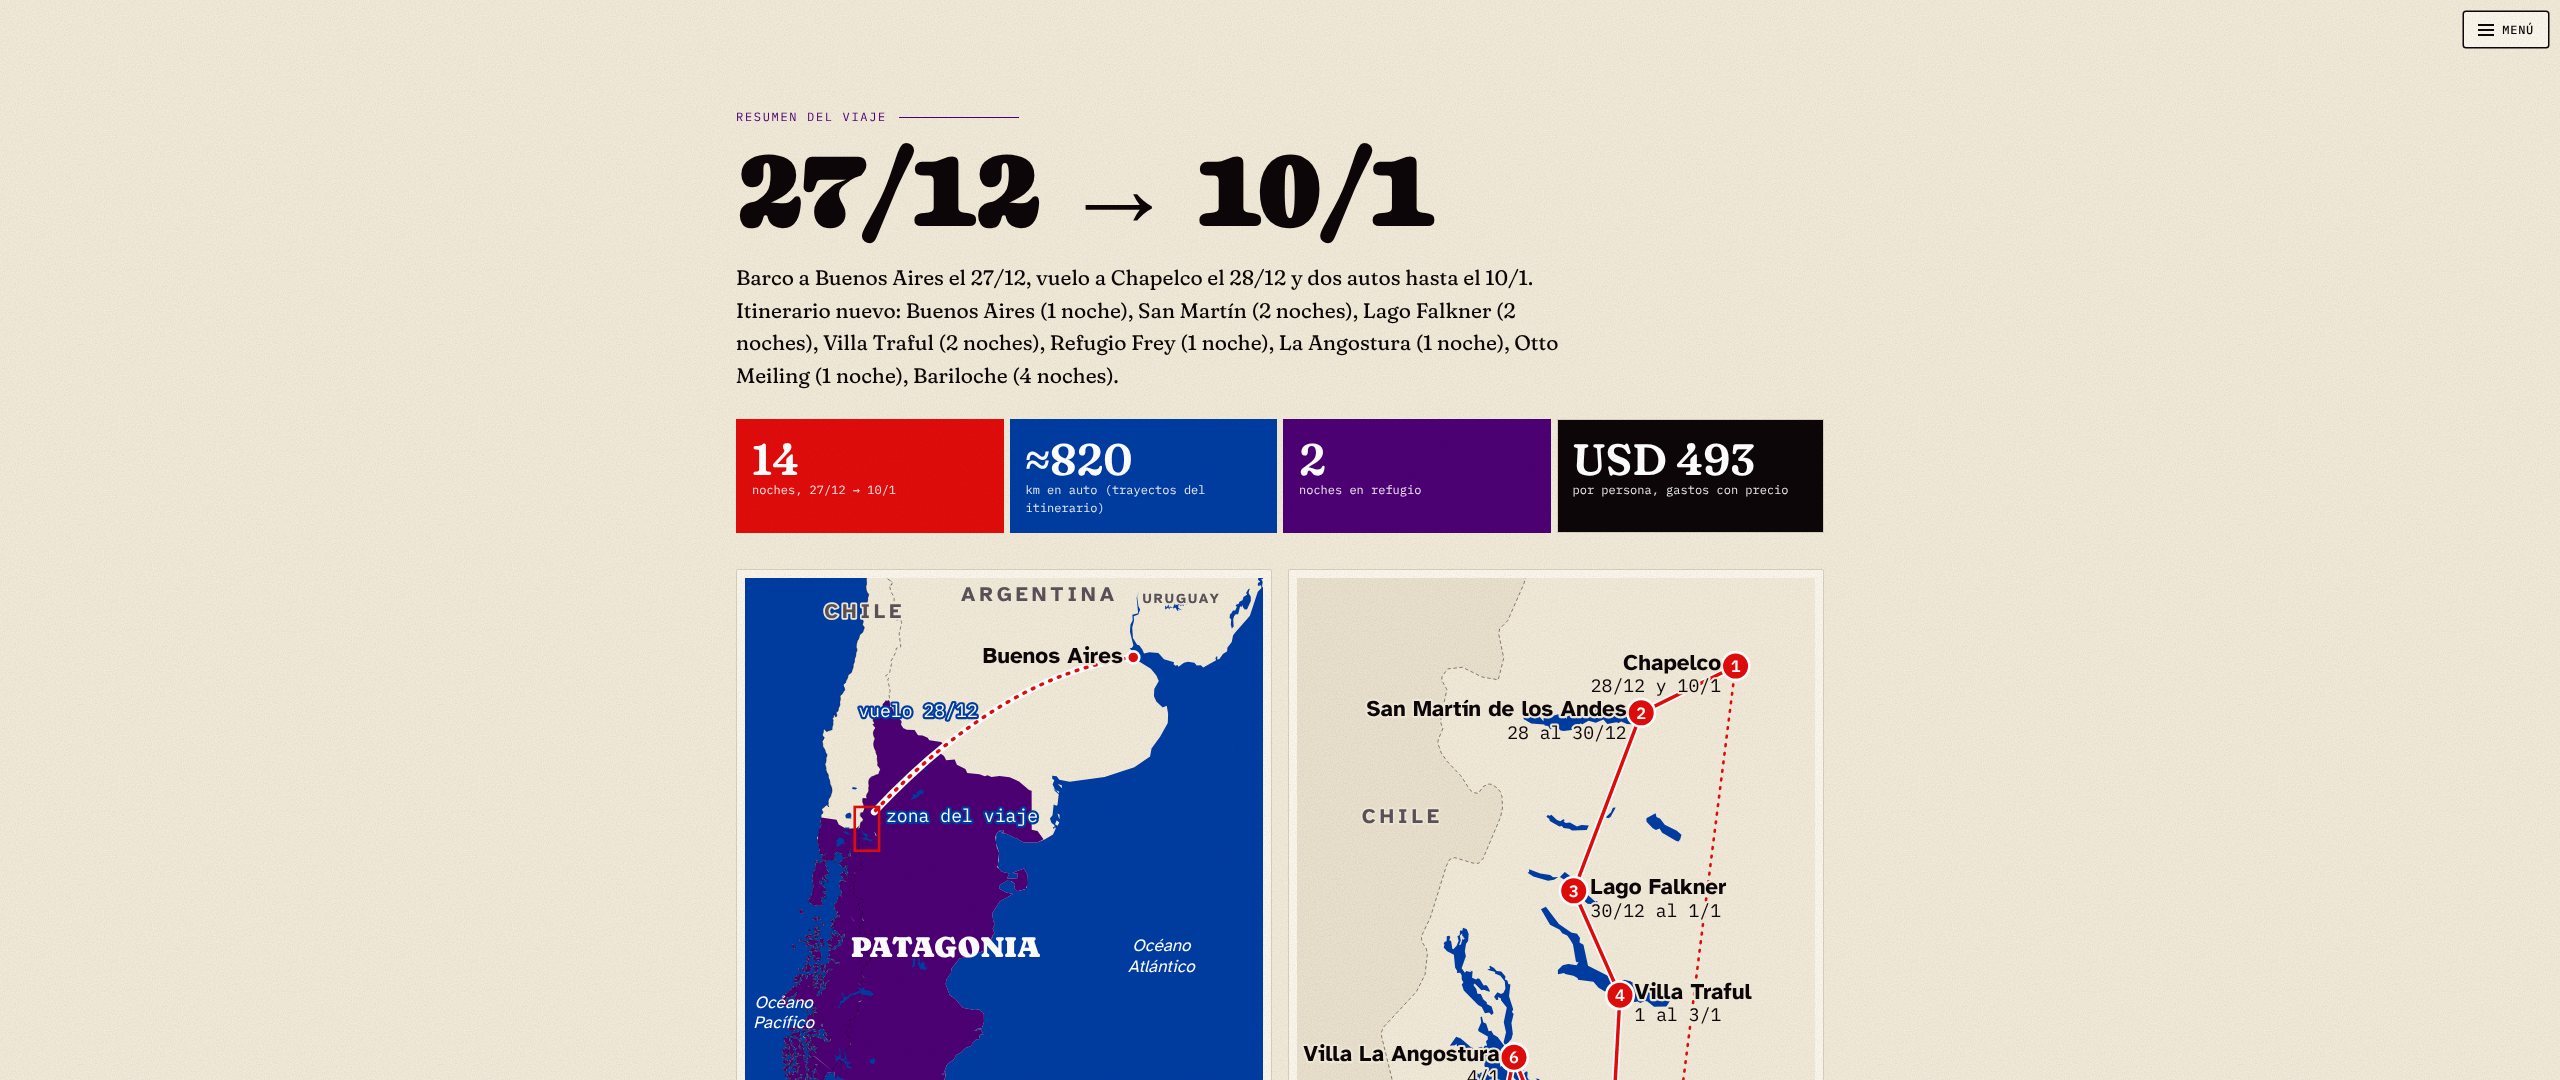 MENÚ
RESUMEN DEL VIAJE
27/12 → 10/1
Barco a Buenos Aires el 27/12, vuelo a Chapelco el 28/12 y dos autos hasta el 10/1.
Itinerario nuevo: Buenos Aires (1 noche), San Martín (2 noches), Lago Falkner (2
noches), Villa Traful (2 noches), Refugio Frey (1 noche), La Angostura (1 noche), Otto
Meiling (1 noche), Bariloche (4 noches).
14
noches, 27/12 → 10/1
≈820
km en auto (trayectos del
itinerario)
2
noches en refugio
USD 493
por persona, gastos con precio
ARGENTINA
URUGUAY
CHILE
Buenos Aires
vuelo 28/12
zona del viaje
PATAGONIA
Océano
Atlántico
Océano
Pacífico
Chapelco 1
28/12 y 10/1
San Martín de los Andes 2
28 al 30/12
CHILE
3 Lago Falkner
30/12 al 1/1
4 Villa Traful
1 al 3/1
Villa La Angostura 6
4/1